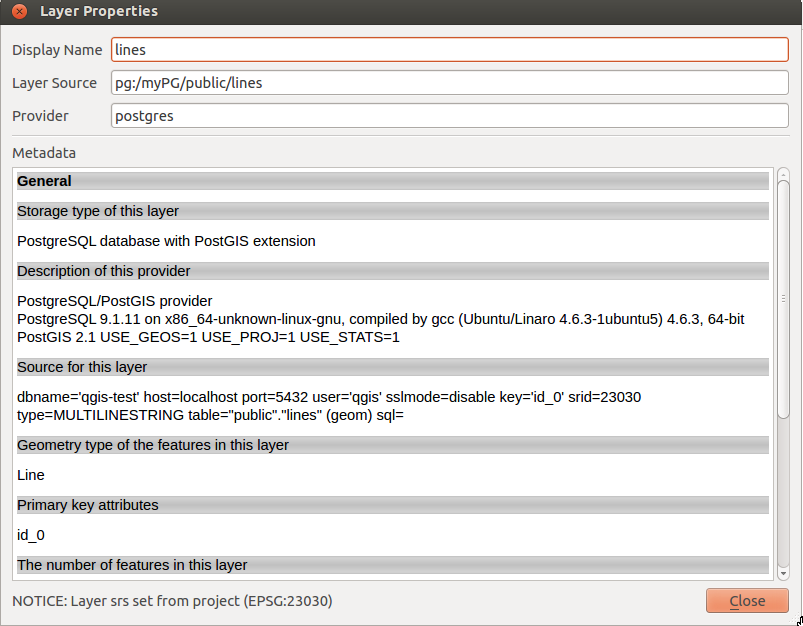 Layer Properties
Display Name lines
Layer Source pg:/myPG/public/lines
Provider postgres
Metadata
General
Storage type of this layer
PostgreSQL database with PostGIS extension
Description of this provider
PostgreSQL/PostGIS provider
PostgreSQL 9.1.11 on x86_64-unknown-linux-gnu, compiled by gcc (Ubuntu/Linaro 4.6.3-1ubuntu5) 4.6.3, 64-bit
PostGIS 2.1 USE_GEOS=1 USE_PROJ=1 USE_STATS=1
Source for this layer
dbname='qgis-test' host=localhost port=5432 user='qgis' sslmode=disable key='id_0' srid=23030
type=MULTILINESTRING table="public"."lines" (geom) sql=
Geometry type of the features in this layer
Line
Primary key attributes
id_0
The number of features in this layer
NOTICE: Layer srs set from project (EPSG:23030)
Close